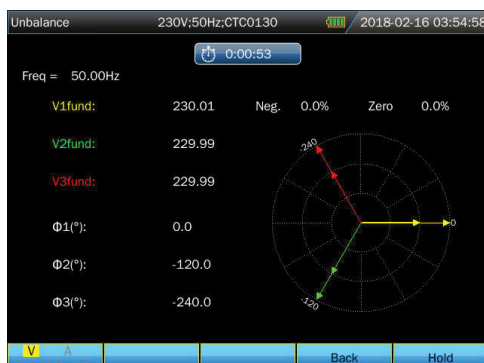 Unbalance 230V;50Hz;CTC0130 2018-02-16 03:54:58
0:00:53
Freq = 50.00Hz
V1fund: 230.01 Neg. 0.0% Zero 0.0%
V2fund: 229.99
-240
V3fund: 229.99
Φ1(°): 0.0
0
Φ2(°): -120.0
Φ3(°): -240.0
-120
V A Back Hold